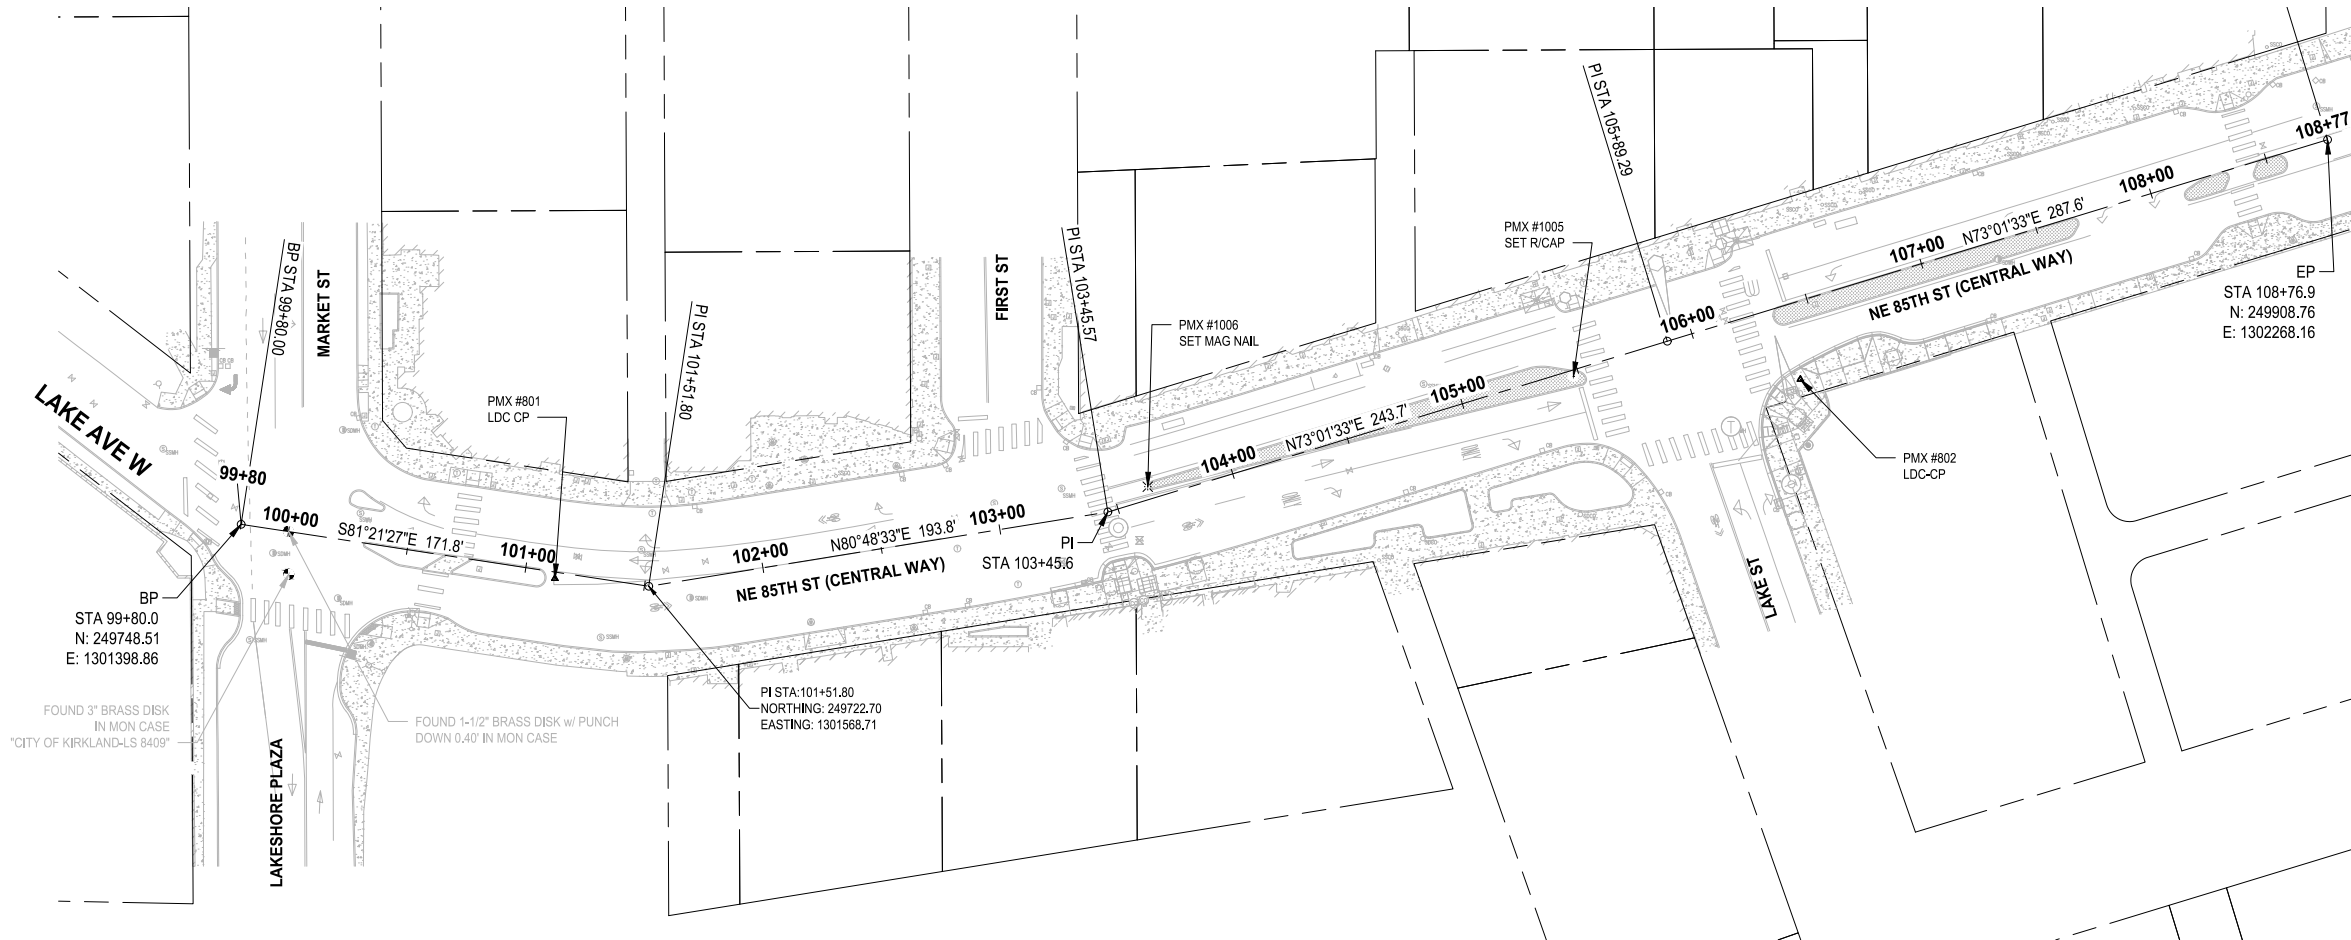 LAKE AVE W
MARKET ST
BP STA 99+80.00
99+80
100+00
S81°21'27"E 171.8'
101+00
PMX #801
LDC CP
PI STA 101+51.80
102+00
N80°48'33"E 193.8'
103+00
NE 85TH ST (CENTRAL WAY)
FIRST ST
PI STA 103+45.57
PI
STA 103+45.6
PMX #1006
SET MAG NAIL
104+00
N73°01'33"E 243.7'
105+00
PMX #1005
SET R/CAP
PI STA 105+89.29
106+00
107+00
N73°01'33"E 287.6'
108+00
108+77
NE 85TH ST (CENTRAL WAY)
EP
STA 108+76.9
N: 249908.76
E: 1302268.16
PMX #802
LDC-CP
LAKE ST
BP
STA 99+80.0
N: 249748.51
E: 1301398.86
FOUND 3" BRASS DISK
IN MON CASE
"CITY OF KIRKLAND-LS 8409"
LAKESHORE PLAZA
FOUND 1-1/2" BRASS DISK w/ PUNCH
DOWN 0.40' IN MON CASE
PI STA:101+51.80
NORTHING: 249722.70
EASTING: 1301568.71